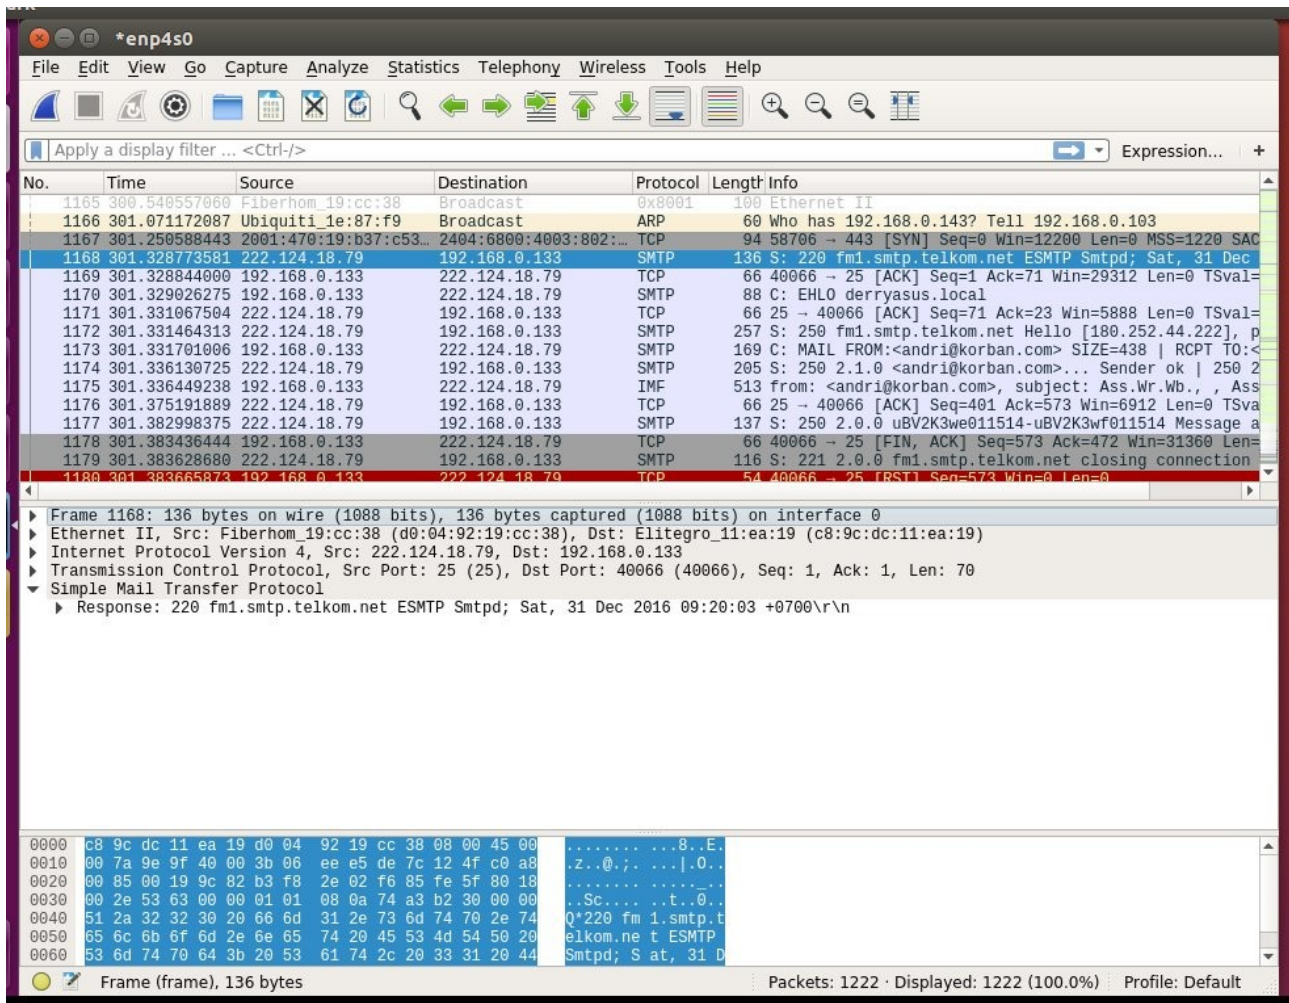 *enp4s0
File Edit View Go Capture Analyze Statistics Telephony Wireless Tools Help
Apply a display filter ... <Ctrl-/> Expression... +
No. Time Source Destination Protocol Length Info
1165 300.540557060 Fiberhom_19:cc:38 Broadcast 0x8001 100 Ethernet II
1166 301.071172087 Ubiquiti_1e:87:f9 Broadcast ARP 60 Who has 192.168.0.143? Tell 192.168.0.103
1167 301.250588443 2001:470:19:b37:c53… 2404:6800:4003:802:… TCP 94 58706 → 443 [SYN] Seq=0 Win=12200 Len=0 MSS=1220 SAC
1168 301.328773581 222.124.18.79 192.168.0.133 SMTP 136 S: 220 fm1.smtp.telkom.net ESMTP Smtpd; Sat, 31 Dec
1169 301.328844000 192.168.0.133 222.124.18.79 TCP 66 40066 → 25 [ACK] Seq=1 Ack=71 Win=29312 Len=0 TSval=
1170 301.329026275 192.168.0.133 222.124.18.79 SMTP 88 C: EHLO derryasus.local
1171 301.331067504 222.124.18.79 192.168.0.133 TCP 66 25 → 40066 [ACK] Seq=71 Ack=23 Win=5888 Len=0 TSval=
1172 301.331464313 222.124.18.79 192.168.0.133 SMTP 257 S: 250 fm1.smtp.telkom.net Hello [180.252.44.222], p
1173 301.331701006 192.168.0.133 222.124.18.79 SMTP 169 C: MAIL FROM:<andri@korban.com> SIZE=438 | RCPT TO:<
1174 301.336130725 222.124.18.79 192.168.0.133 SMTP 205 S: 250 2.1.0 <andri@korban.com>... Sender ok | 250 2
1175 301.336449238 192.168.0.133 222.124.18.79 IMF 513 from: <andri@korban.com>, subject: Ass.Wr.Wb., , Ass
1176 301.375191889 222.124.18.79 192.168.0.133 TCP 66 25 → 40066 [ACK] Seq=401 Ack=573 Win=6912 Len=0 TSva
1177 301.382998375 222.124.18.79 192.168.0.133 SMTP 137 S: 250 2.0.0 uBV2K3we011514-uBV2K3wf011514 Message a
1178 301.383436444 192.168.0.133 222.124.18.79 TCP 66 40066 → 25 [FIN, ACK] Seq=573 Ack=472 Win=31360 Len=
1179 301.383628680 222.124.18.79 192.168.0.133 SMTP 116 S: 221 2.0.0 fm1.smtp.telkom.net closing connection
1180 301.383665873 192.168.0.133 222.124.18.79 TCP 54 40066 → 25 [RST] Seq=573 Win=0 Len=0
Frame 1168: 136 bytes on wire (1088 bits), 136 bytes captured (1088 bits) on interface 0
Ethernet II, Src: Fiberhom_19:cc:38 (d0:04:92:19:cc:38), Dst: Elitegro_11:ea:19 (c8:9c:dc:11:ea:19)
Internet Protocol Version 4, Src: 222.124.18.79, Dst: 192.168.0.133
Transmission Control Protocol, Src Port: 25 (25), Dst Port: 40066 (40066), Seq: 1, Ack: 1, Len: 70
Simple Mail Transfer Protocol
Response: 220 fm1.smtp.telkom.net ESMTP Smtpd; Sat, 31 Dec 2016 09:20:03 +0700\r\n
0000 c8 9c dc 11 ea 19 d0 04 92 19 cc 38 08 00 45 00 ........ ...8..E.
0010 00 7a 9e 9f 40 00 3b 06 ee e5 de 7c 12 4f c0 a8 .z..@.;. ...|.O..
0020 00 85 00 19 9c 82 b3 f8 2e 02 f6 85 fe 5f 80 18 ........ ....._..
0030 00 2e 53 63 00 00 01 01 08 0a 74 a3 b2 30 00 00 ..Sc.... ..t..0..
0040 51 2a 32 32 30 20 66 6d 31 2e 73 6d 74 70 2e 74 Q*220 fm 1.smtp.t
0050 65 6c 6b 6f 6d 2e 6e 65 74 20 45 53 4d 54 50 20 elkom.ne t ESMTP
0060 53 6d 74 70 64 3b 20 53 61 74 2c 20 33 31 20 44 Smtpd; S at, 31 D
Frame (frame), 136 bytes Packets: 1222 · Displayed: 1222 (100.0%) Profile: Default